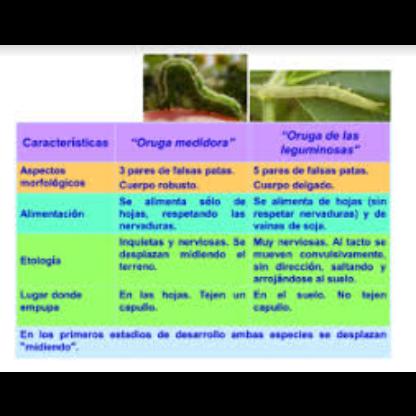 Características "Oruga medidora" "Oruga de las
leguminosas"
Aspectos
morfológicos
3 pares de falsas patas.
Cuerpo robusto.
5 pares de falsas patas.
Cuerpo delgado.
Alimentación
Se alimenta sólo de
hojas, respetando las
nervaduras.
Se alimenta de hojas (sin
respetar nervaduras) y de
vainas de soja.
Etología
Inquietas y nerviosas. Se
desplazan midiendo el
terreno.
Muy nerviosas. Al tacto se
mueven convulsivamente,
sin dirección, saltando y
arrojándose al suelo.
Lugar donde
empupa
En las hojas. Tejen un
capullo.
En el suelo. No tejen
capullo.
En los primeros estadios de desarrollo ambas especies se desplazan
"midiendo".